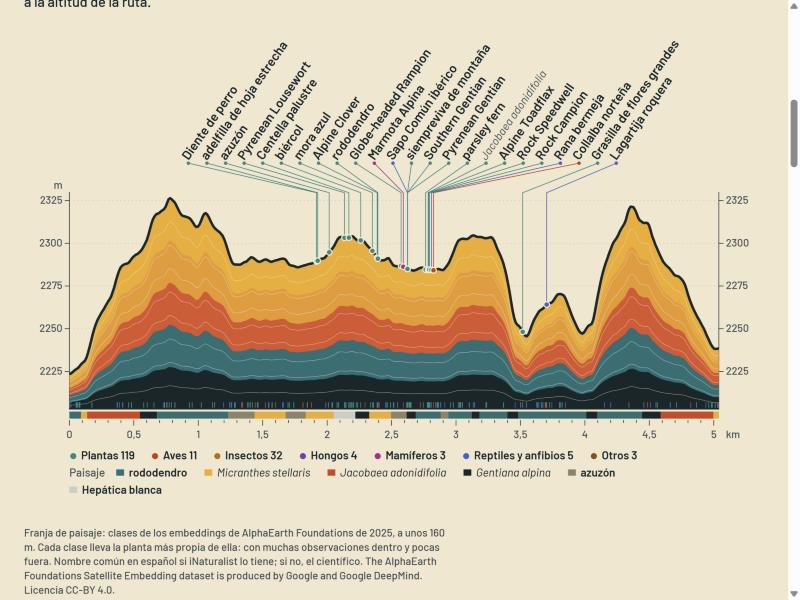 a la altitud de la ruta.
Diente de perro
adelfilla de hoja estrecha
azuzón
Pyrenean Lousewort
Centella palustre
biércol
mora azul
Alpine Clover
rododendro
Globe-headed Rampion
Marmota Alpina
Sapo Común Ibérico
siempreviva de montaña
Southern Gentian
Pyrenean Gentian
parsley fern
Jacobaea adonidifolia
Alpine Toadflax
Rock Speedwell
Rock Campion
Rana bermeja
Collalba norteña
Grasilla de flores grandes
Lagartija roquera
m
2325 2325
2300 2300
2275 2275
2250 2250
2225 2225
0 0,5 1 1,5 2 2,5 3 3,5 4 4,5 5 km
Plantas 119 Aves 11 Insectos 32 Hongos 4 Mamíferos 3 Reptiles y anfibios 5 Otros 3
Paisaje rododendro Micranthes stellaris Jacobaea adonidifolia Gentiana alpina azuzón
Hepática blanca
Franja de paisaje: clases de los embeddings de AlphaEarth Foundations de 2025, a unos 160
m. Cada clase lleva la planta más propia de ella: con muchas observaciones dentro y pocas
fuera. Nombre común en español si iNaturalist lo tiene; si no, el científico. The AlphaEarth
Foundations Satellite Embedding dataset is produced by Google and Google DeepMind.
Licencia CC-BY 4.0.